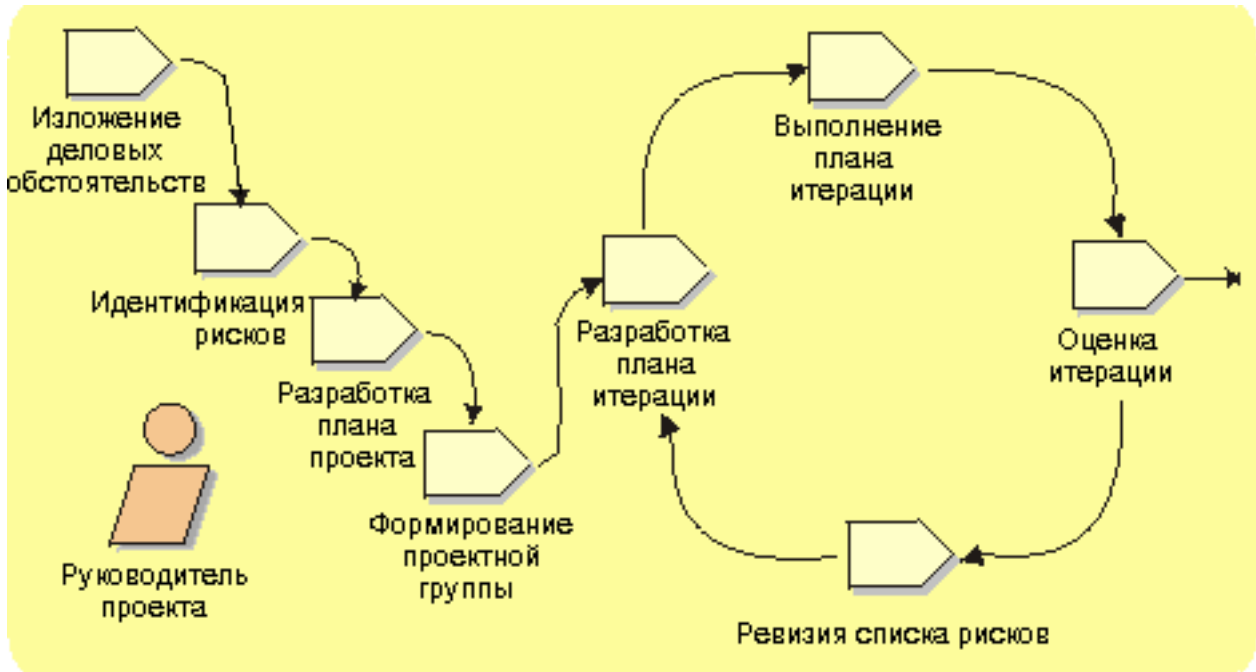 Изложение
деловых
обстоятельств
Идентификация
рисков
Разработка
плана
проекта
Формирование
проектной
группы
Разработка
плана
итерации
Выполнение
плана
итерации
Оценка
итерации
Ревизия списка рисков
Руководитель
проекта